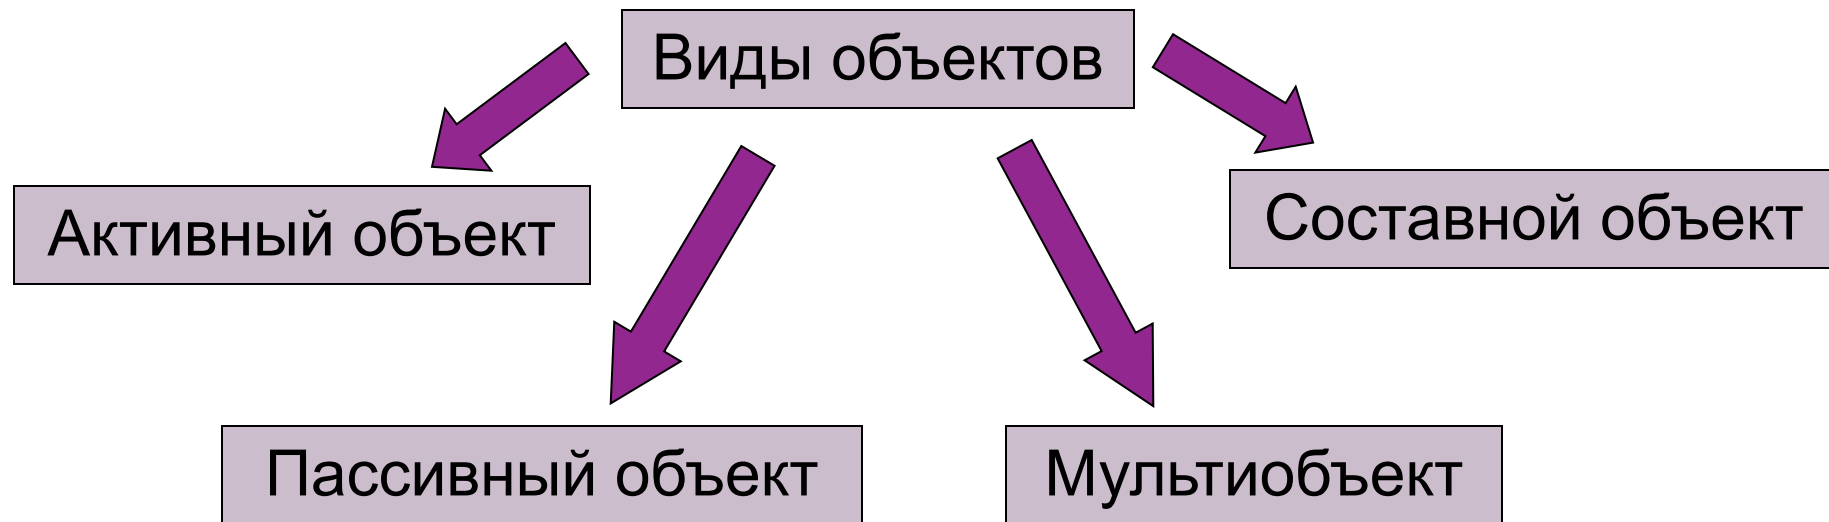 Виды объектов
Активный объект
Составной объект
Пассивный объект
Мультиобъект